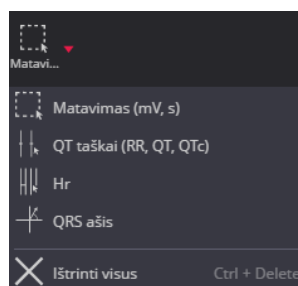 Matavi...
Matavimas (mV, s)
QT taškai (RR, QT, QTc)
Hr
QRS ašis
Ištrinti visus Ctrl + Delete